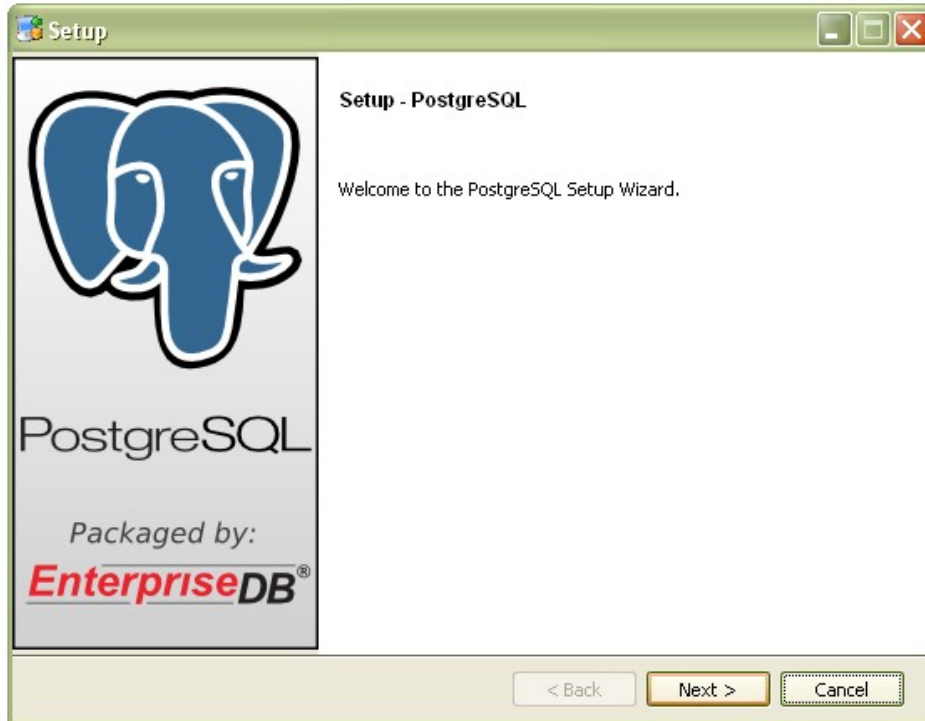 Setup
Setup - PostgreSQL
Welcome to the PostgreSQL Setup Wizard.
PostgreSQL
Packaged by:
EnterpriseDB®
< Back Next > Cancel